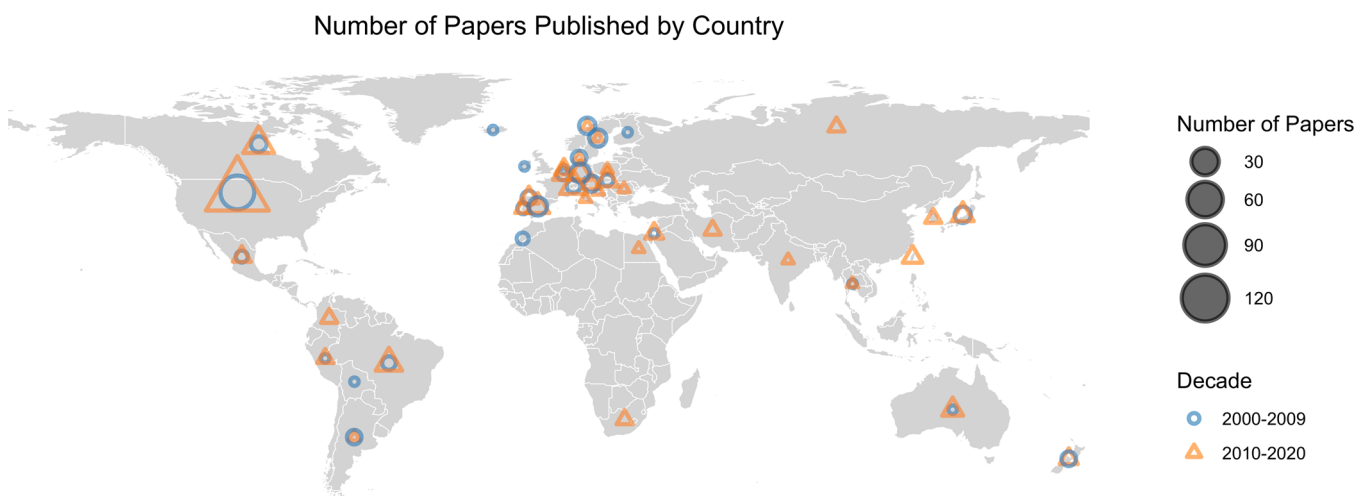 Number of Papers Published by Country
Number of Papers
30
60
90
120
Decade
2000-2009
2010-2020